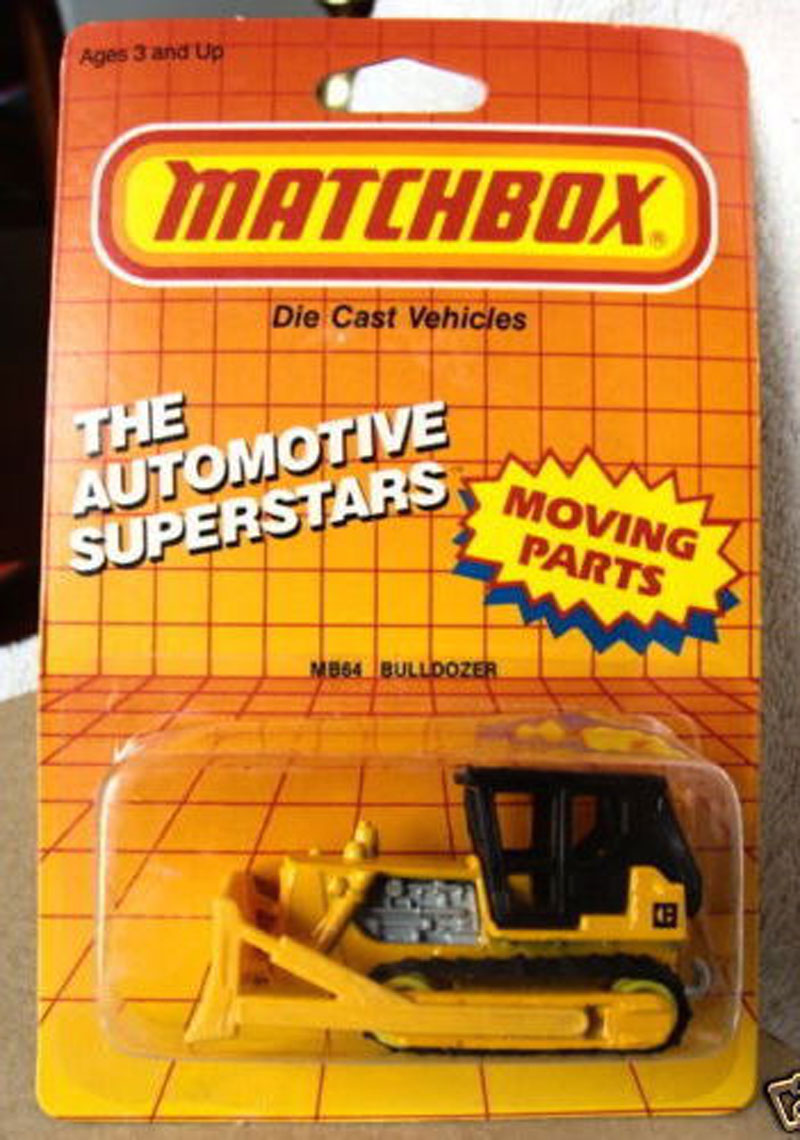 Ages 3 and Up
MATCHBOX®
Die Cast Vehicles
THE
AUTOMOTIVE
SUPERSTARS
MOVING
PARTS
MB64 BULLDOZER